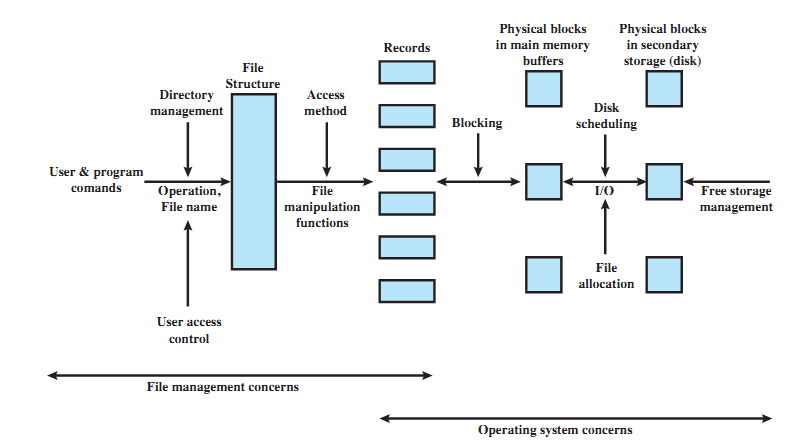 Physical blocks
in main memory
buffers
Physical blocks
in secondary
storage (disk)
Records
File
Structure
Directory
management
Access
method
Blocking
Disk
scheduling
User & program
comands
Operation,
File name
File
manipulation
functions
I/O
Free storage
management
File
allocation
User access
control
File management concerns
Operating system concerns